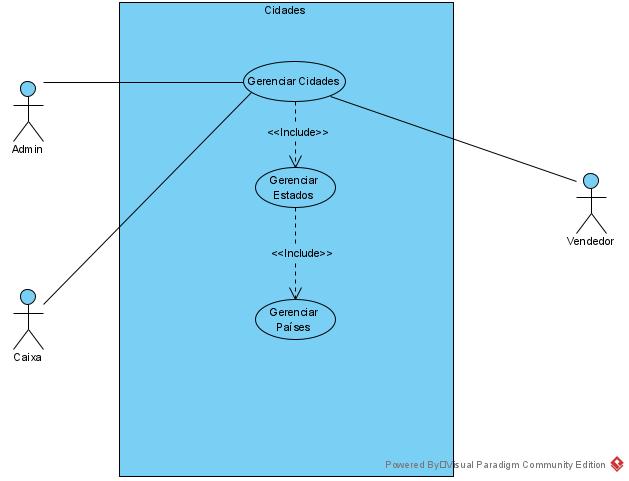 Cidades
Gerenciar Cidades
Admin
<<Include>>
Gerenciar
Estados
Vendedor
<<Include>>
Gerenciar
Países
Caixa
Powered By Visual Paradigm Community Edition